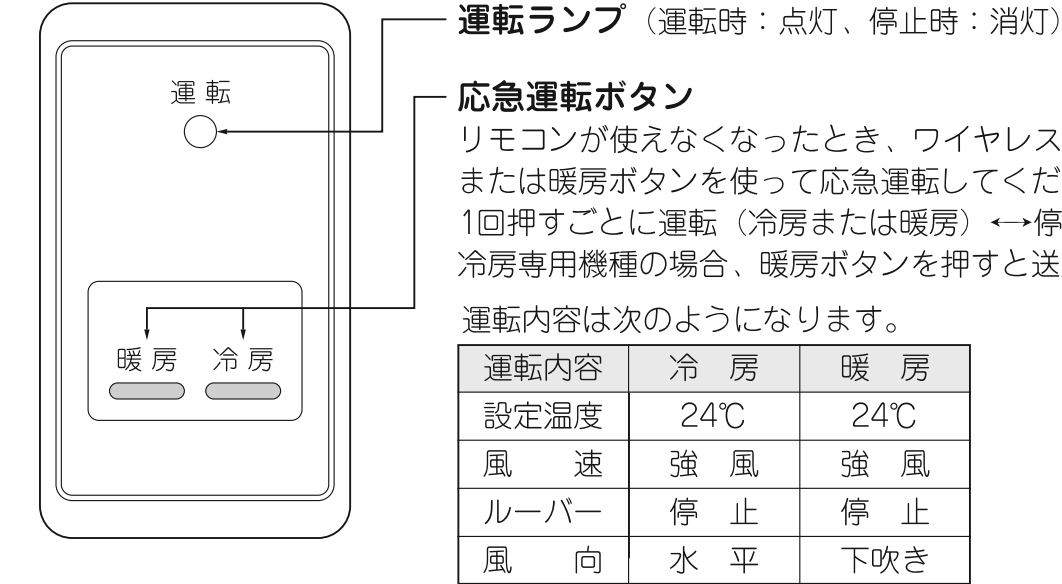 運転ランプ（運転時：点灯、停止時：消灯）
運 転
応急運転ボタン
リモコンが使えなくなったとき、ワイヤレス
または暖房ボタンを使って応急運転してくだ
1回押すごとに運転（冷房または暖房）←→停
冷房専用機種の場合、暖房ボタンを押すと送
運転内容は次のようになります。
暖 房 冷 房
運転内容 冷 房 暖 房
設定温度 24℃ 24℃
風 速 強 風 強 風
ルーバー 停 止 停 止
風 向 水 平 下吹き